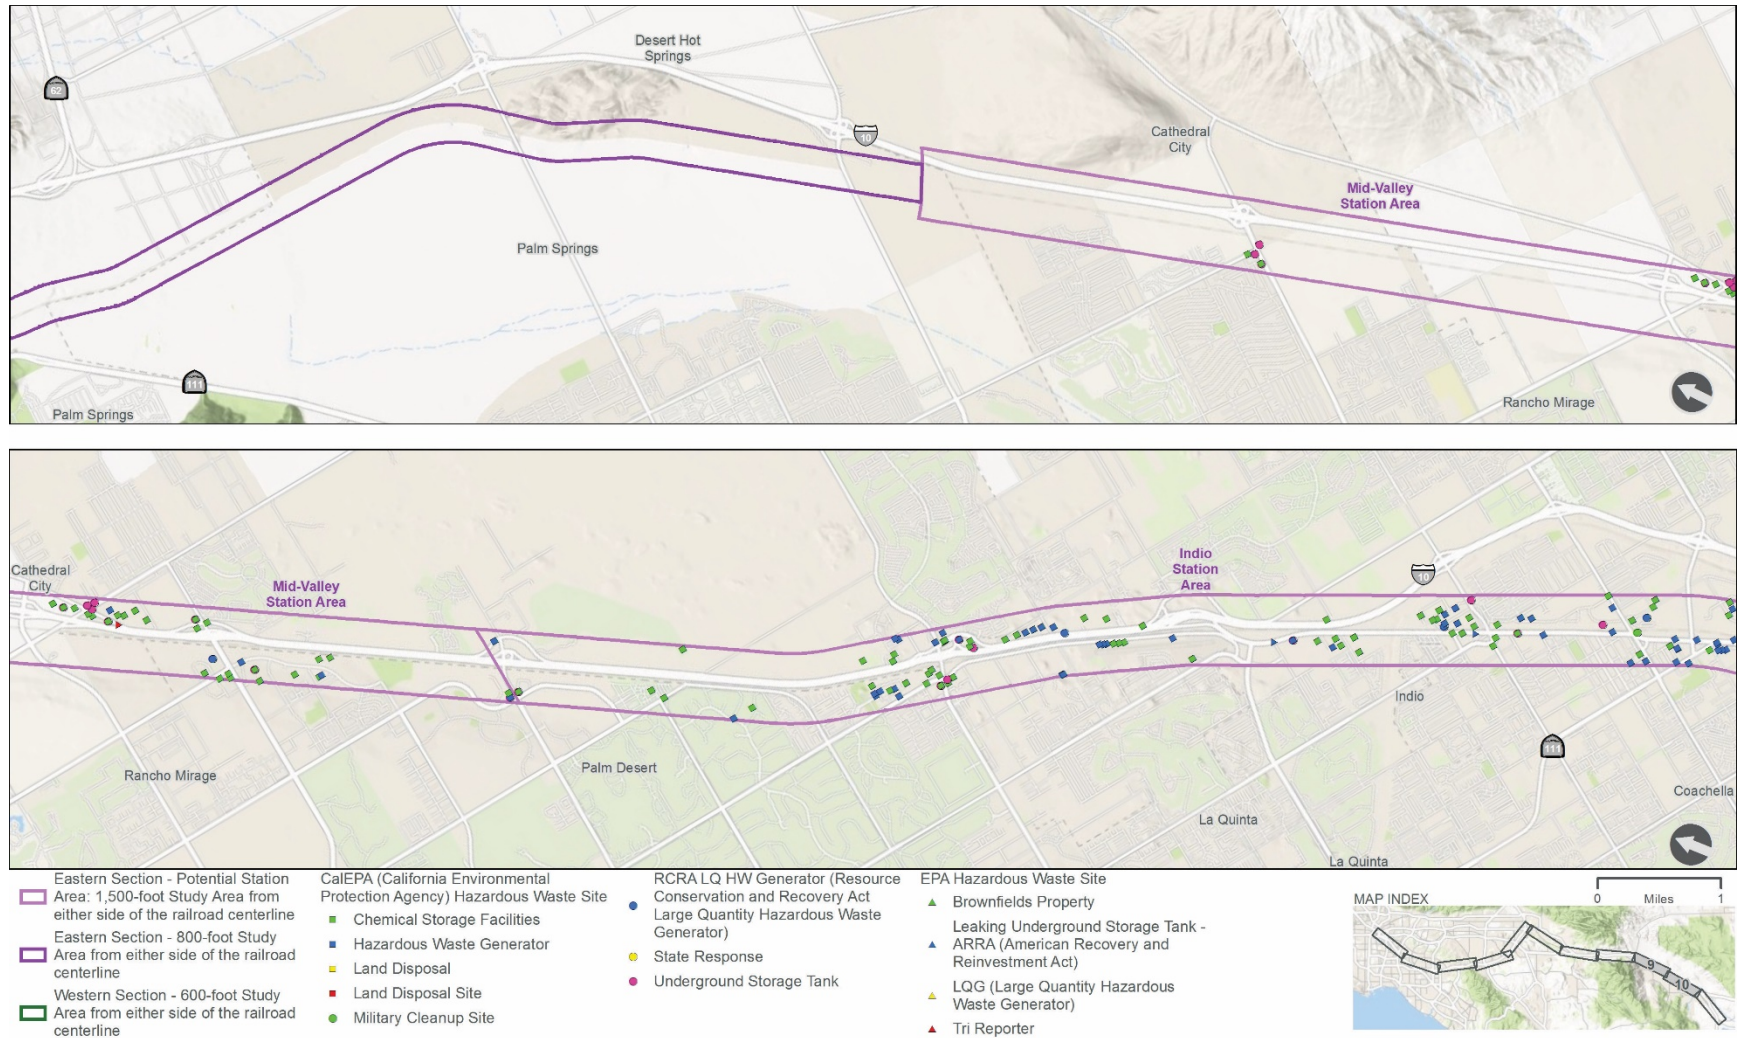 62
Desert Hot
Springs
10
Cathedral
City
Mid-Valley
Station Area
Palm Springs
111
Palm Springs
Rancho Mirage
Cathedral
City
Mid-Valley
Station Area
Indio
Station
Area
10
Rancho Mirage
Palm Desert
Indio
111
Coachella
La Quinta
La Quinta
Eastern Section - Potential Station
Area: 1,500-foot Study Area from
either side of the railroad centerline
Eastern Section - 800-foot Study
Area from either side of the railroad
centerline
Western Section - 600-foot Study
Area from either side of the railroad
centerline
CalEPA (California Environmental
Protection Agency) Hazardous Waste Site
Chemical Storage Facilities
Hazardous Waste Generator
Land Disposal
Land Disposal Site
Military Cleanup Site
RCRA LQ HW Generator (Resource
Conservation and Recovery Act
Large Quantity Hazardous Waste
Generator)
State Response
Underground Storage Tank
EPA Hazardous Waste Site
Brownfields Property
Leaking Underground Storage Tank -
ARRA (American Recovery and
Reinvestment Act)
LQG (Large Quantity Hazardous
Waste Generator)
Tri Reporter
0 Miles 1
MAP INDEX
9
10